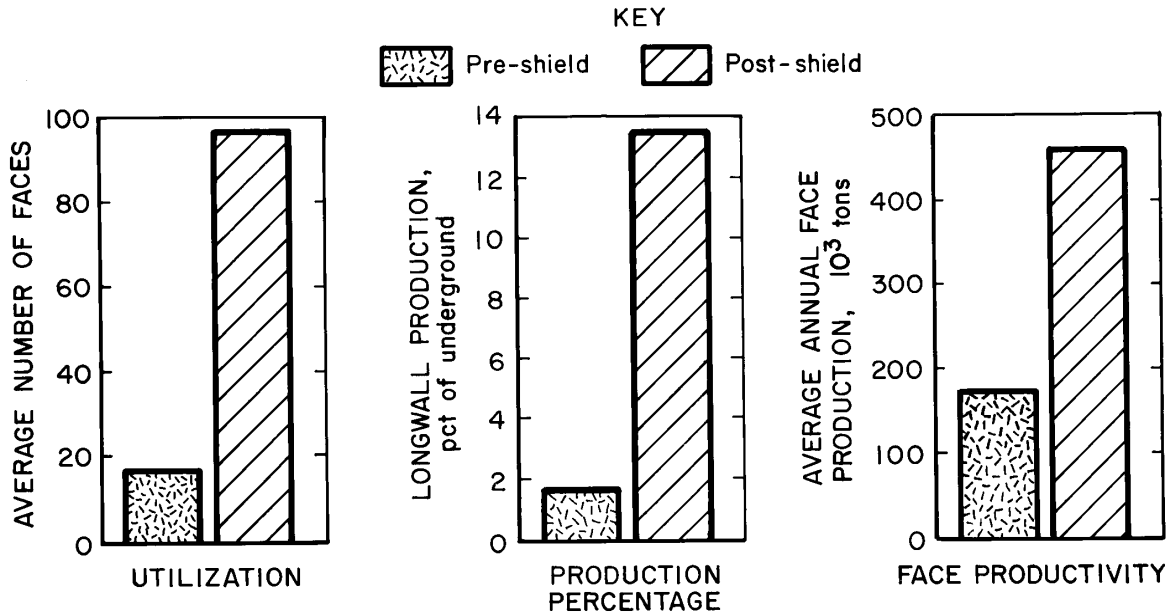 KEY
Pre-shield
Post-shield
AVERAGE NUMBER OF FACES
100
80
60
40
20
0
UTILIZATION
LONGWALL PRODUCTION,
pct of underground
14
12
10
8
6
4
2
0
PRODUCTION
PERCENTAGE
AVERAGE ANNUAL FACE
PRODUCTION, 10³ tons
500
400
300
200
100
0
FACE PRODUCTIVITY